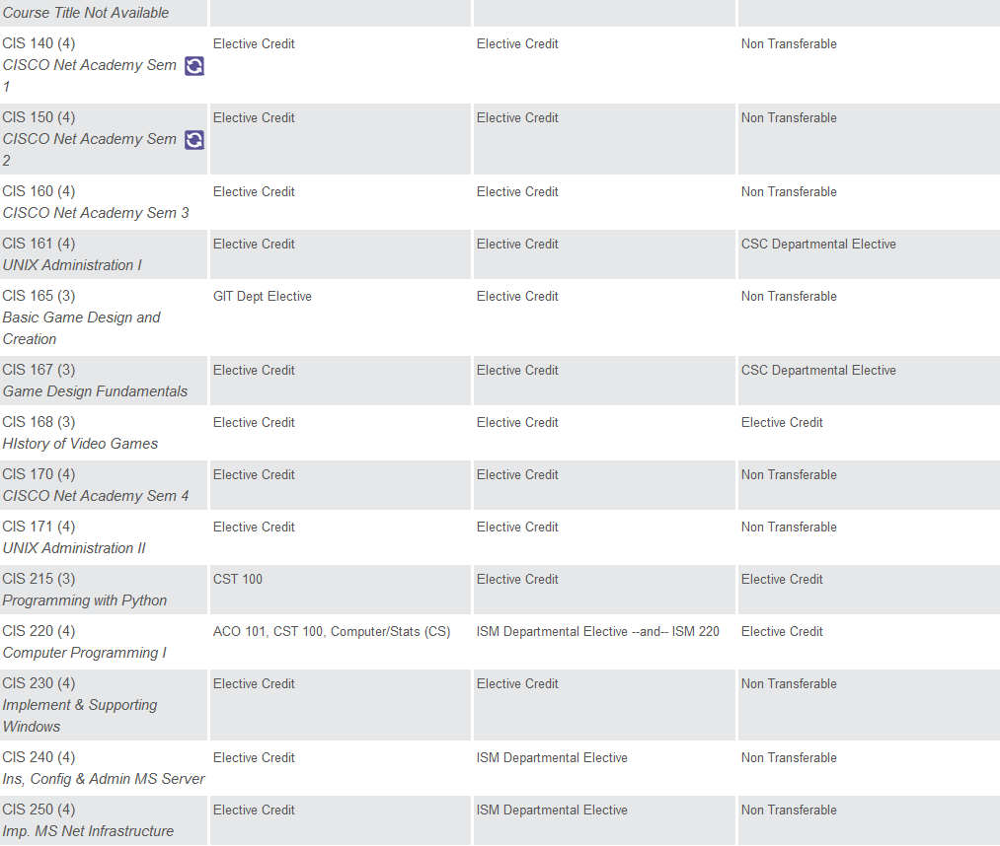 Course Title Not Available
CIS 140 (4) Elective Credit Elective Credit Non Transferable
CISCO Net Academy Sem
1
CIS 150 (4) Elective Credit Elective Credit Non Transferable
CISCO Net Academy Sem
2
CIS 160 (4) Elective Credit Elective Credit Non Transferable
CISCO Net Academy Sem 3
CIS 161 (4) Elective Credit Elective Credit CSC Departmental Elective
UNIX Administration I
CIS 165 (3) GIT Dept Elective Elective Credit Non Transferable
Basic Game Design and
Creation
CIS 167 (3) Elective Credit Elective Credit CSC Departmental Elective
Game Design Fundamentals
CIS 168 (3) Elective Credit Elective Credit Elective Credit
HIstory of Video Games
CIS 170 (4) Elective Credit Elective Credit Non Transferable
CISCO Net Academy Sem 4
CIS 171 (4) Elective Credit Elective Credit Non Transferable
UNIX Administration II
CIS 215 (3) CST 100 Elective Credit Elective Credit
Programming with Python
CIS 220 (4) ACO 101, CST 100, Computer/Stats (CS) ISM Departmental Elective --and-- ISM 220 Elective Credit
Computer Programming I
CIS 230 (4) Elective Credit Elective Credit Non Transferable
Implement & Supporting
Windows
CIS 240 (4) Elective Credit ISM Departmental Elective Non Transferable
Ins, Config & Admin MS Server
CIS 250 (4) Elective Credit ISM Departmental Elective Non Transferable
Imp. MS Net Infrastructure